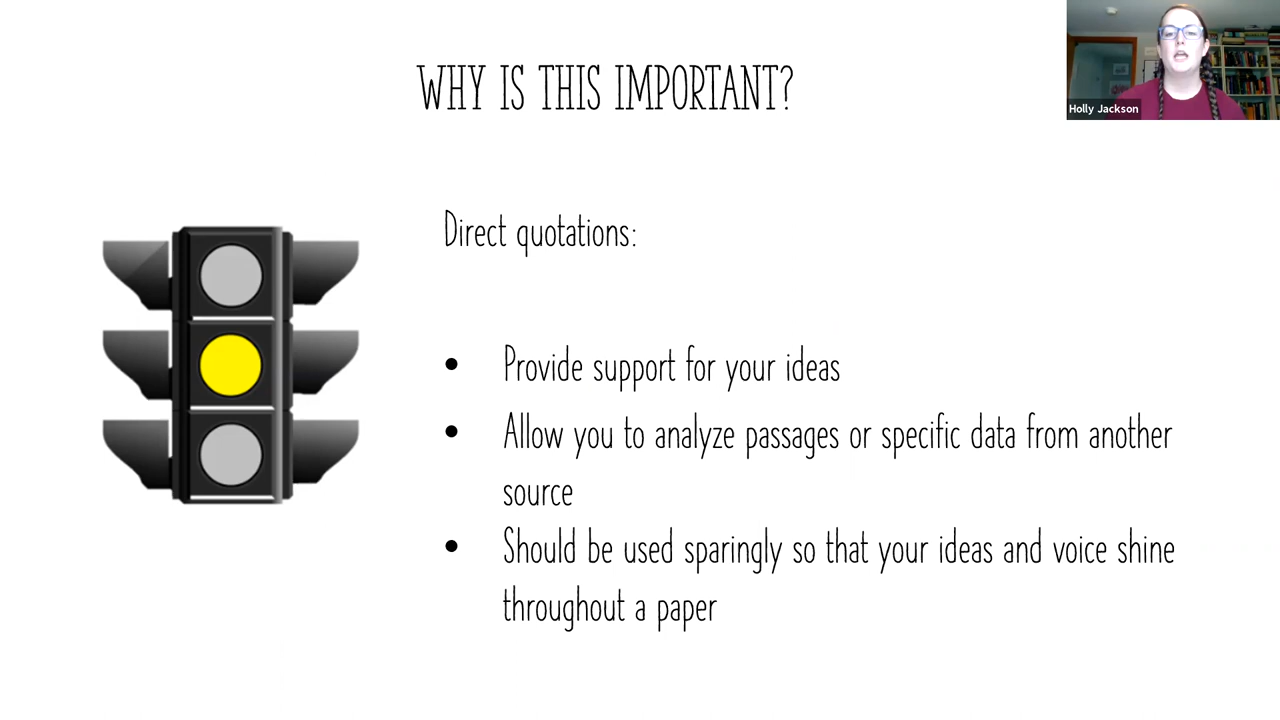 WHY IS THIS IMPORTANT?
Holly Jackson
Direct quotations:
• Provide support for your ideas
• Allow you to analyze passages or specific data from another
source
• Should be used sparingly so that your ideas and voice shine
throughout a paper